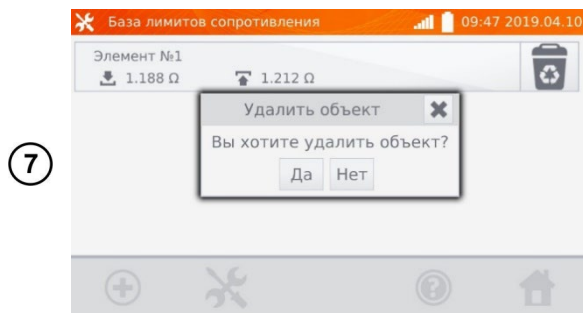 База лимитов сопротивления 09:47 2019.04.10
Элемент №1
1.188 Ω 1.212 Ω
Удалить объект
Вы хотите удалить объект?
Да Нет
7